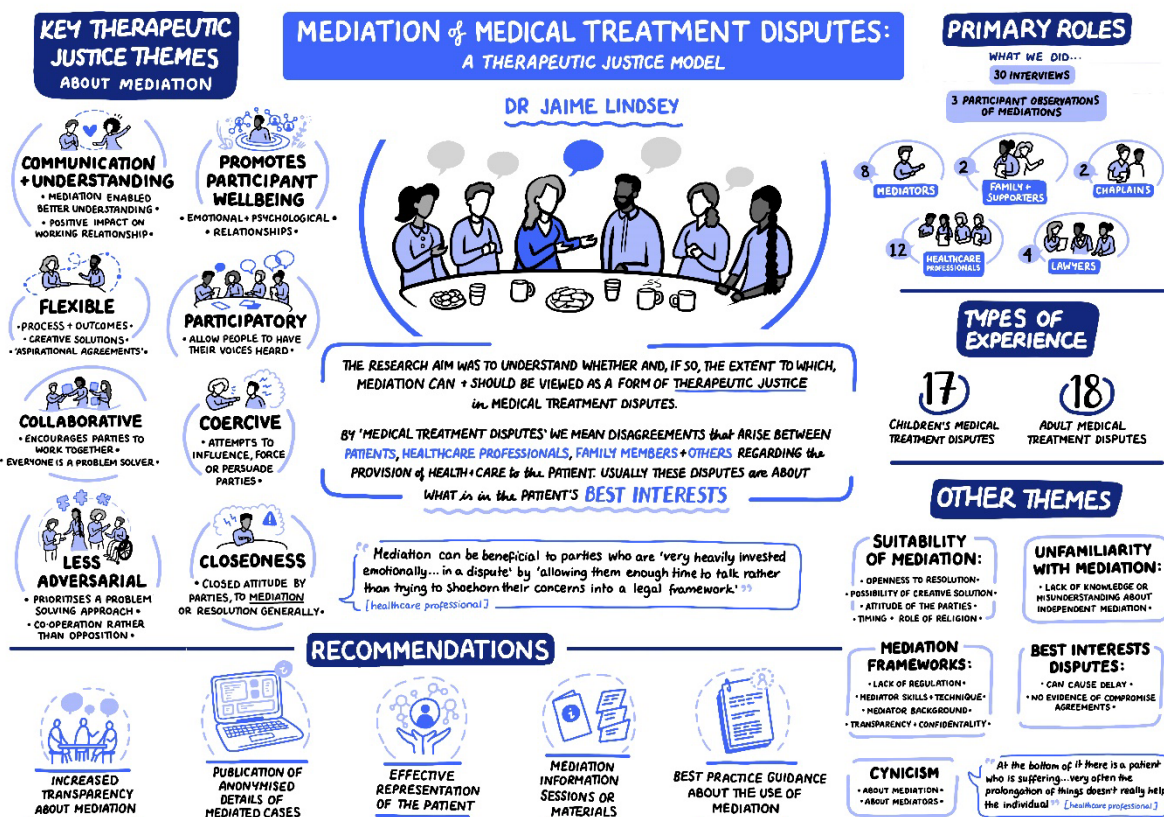 KEY THERAPEUTIC
JUSTICE THEMES
ABOUT MEDIATION
COMMUNICATION
+ UNDERSTANDING
• MEDIATION ENABLED
BETTER UNDERSTANDING •
• POSITIVE IMPACT ON
WORKING RELATIONSHIP •
PROMOTES
PARTICIPANT
WELLBEING
• EMOTIONAL + PSYCHOLOGICAL •
• RELATIONSHIPS •
FLEXIBLE
• PROCESS + OUTCOMES •
• CREATIVE SOLUTIONS •
• 'ASPIRATIONAL AGREEMENTS' •
PARTICIPATORY
• ALLOW PEOPLE TO HAVE
THEIR VOICES HEARD •
COLLABORATIVE
• ENCOURAGES PARTIES TO
WORK TOGETHER •
• EVERYONE IS A PROBLEM SOLVER •
COERCIVE
• ATTEMPTS TO
INFLUENCE, FORCE
OR PERSUADE
PARTIES •
LESS
ADVERSARIAL
• PRIORITISES A PROBLEM
SOLVING APPROACH •
• CO-OPERATION RATHER
THAN OPPOSITION •
CLOSEDNESS
• CLOSED ATTITUDE BY
PARTIES, TO MEDIATION
OR RESOLUTION GENERALLY •
MEDIATION of MEDICAL TREATMENT DISPUTES:
A THERAPEUTIC JUSTICE MODEL
DR JAIME LINDSEY
THE RESEARCH AIM WAS TO UNDERSTAND WHETHER AND, IF SO, THE EXTENT TO WHICH,
MEDIATION CAN + SHOULD BE VIEWED AS A FORM OF THERAPEUTIC JUSTICE
in MEDICAL TREATMENT DISPUTES.
BY 'MEDICAL TREATMENT DISPUTES' WE MEAN DISAGREEMENTS that ARISE BETWEEN
PATIENTS, HEALTHCARE PROFESSIONALS, FAMILY MEMBERS + OTHERS REGARDING the
PROVISION OF HEALTH + CARE to the PATIENT. USUALLY THESE DISPUTES are ABOUT
WHAT is in the PATIENT'S BEST INTERESTS
"Mediation can be beneficial to parties who are 'very heavily invested
emotionally... in a dispute' by 'allowing them enough time to talk rather
than trying to shoehorn their concerns into a legal framework.'"
[healthcare professional]
PRIMARY ROLES
WHAT WE DID...
30 INTERVIEWS
3 PARTICIPANT OBSERVATIONS
OF MEDIATIONS
8
MEDIATORS
2
FAMILY +
SUPPORTERS
2
CHAPLAINS
12
HEALTHCARE
PROFESSIONALS
4
LAWYERS
TYPES OF
EXPERIENCE
17
CHILDREN'S MEDICAL
TREATMENT DISPUTES
18
ADULT MEDICAL
TREATMENT DISPUTES
OTHER THEMES
SUITABILITY
OF MEDIATION:
• OPENNESS TO RESOLUTION •
• POSSIBILITY OF CREATIVE SOLUTION •
• ATTITUDE OF THE PARTIES •
• TIMING + ROLE OF RELIGION •
UNFAMILIARITY
WITH MEDIATION:
• LACK OF KNOWLEDGE OR
MISUNDERSTANDING ABOUT
INDEPENDENT MEDIATION •
MEDIATION
FRAMEWORKS:
• LACK OF REGULATION •
• MEDIATOR SKILLS + TECHNIQUE •
• MEDIATOR BACKGROUND •
• TRANSPARENCY + CONFIDENTALITY •
BEST INTERESTS
DISPUTES:
• CAN CAUSE DELAY •
• NO EVIDENCE OF COMPROMISE
AGREEMENTS •
CYNICISM
• ABOUT MEDIATION •
• ABOUT MEDIATORS •
"At the bottom of it there is a patient
who is suffering... very often the
prolongation of things doesn't really help
the individual" [healthcare professional]
RECOMMENDATIONS
INCREASED
TRANSPARENCY
ABOUT MEDIATION
PUBLICATION OF
ANONYMISED
DETAILS OF
MEDIATED CASES
EFFECTIVE
REPRESENTATION
OF THE PATIENT
MEDIATION
INFORMATION
SESSIONS OR
MATERIALS
BEST PRACTICE GUIDANCE
ABOUT THE USE OF
MEDIATION